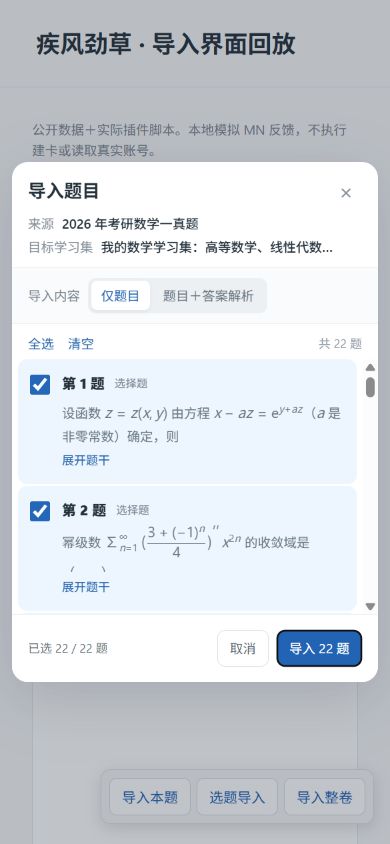 疾风劲草 · 导入界面回放
公开数据＋实际插件脚本。本地模拟 MN 反馈，不执行
建卡或读取真实账号。
导入题目
×
来源 2026 年考研数学一真题
目标学习集 我的数学学习集：高等数学、线性代数…
导入内容 仅题目 题目＋答案解析
全选 清空 共 22 题
第 1 题 选择题
设函数 z = z(x, y) 由方程 x − az = e^{y+az}（a 是
非零常数）确定，则
展开题干
第 2 题 选择题
幂级数 ∑_{n=1}^{∞} (\frac{3 + (−1)^n}{4})^n x^{2n} 的收敛域是
展开题干
已选 22 / 22 题 取消 导入 22 题
导入本题 选题导入 导入整卷